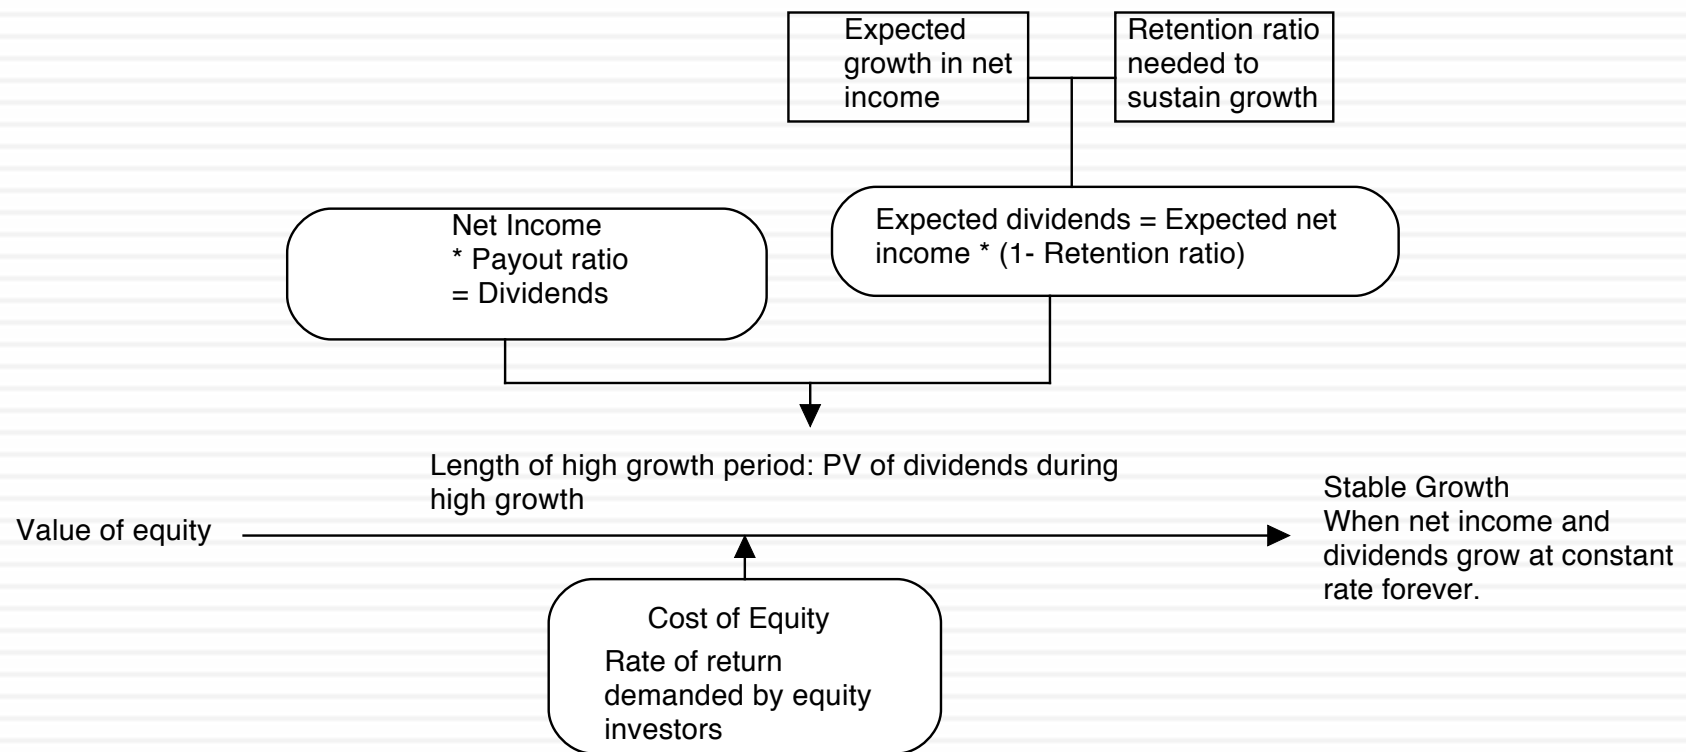 Expected
growth in net
income
Retention ratio
needed to
sustain growth
Net Income
* Payout ratio
= Dividends
Expected dividends = Expected net
income * (1- Retention ratio)
Length of high growth period: PV of dividends during
high growth
Value of equity
Stable Growth
When net income and
dividends grow at constant
rate forever.
Cost of Equity
Rate of return
demanded by equity
investors